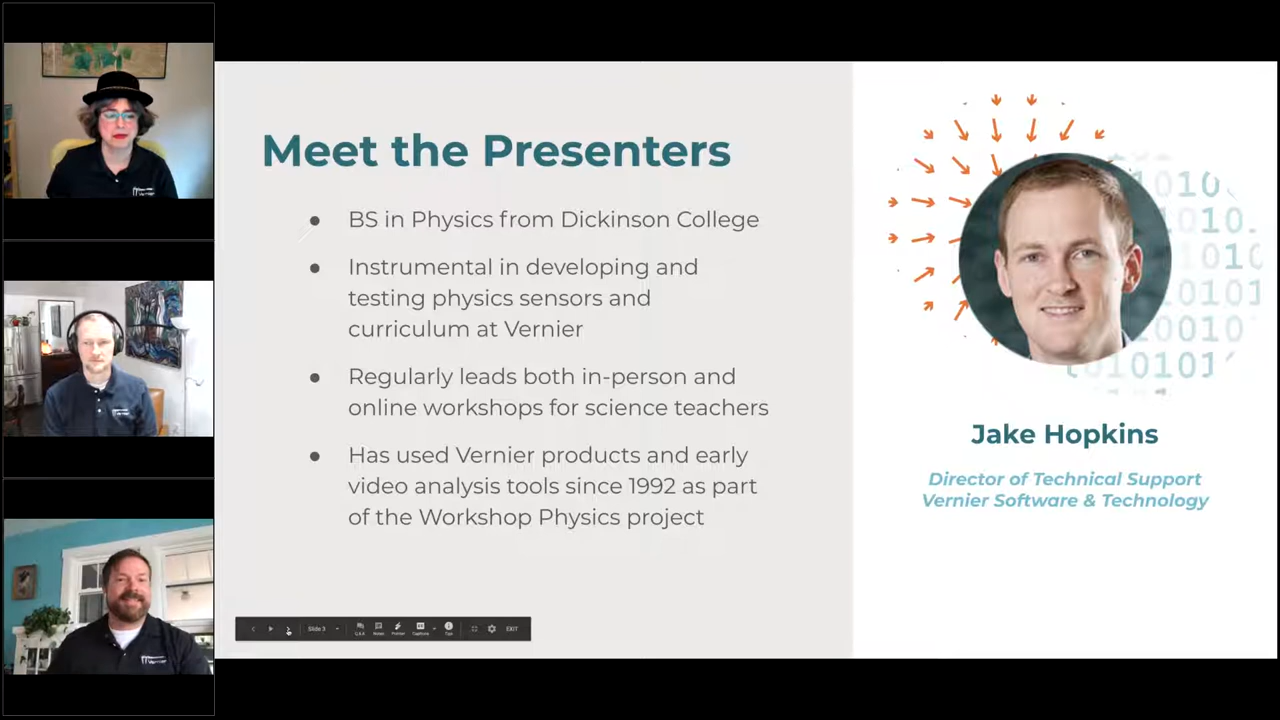 Meet the Presenters
● BS in Physics from Dickinson College
● Instrumental in developing and
testing physics sensors and
curriculum at Vernier
● Regularly leads both in-person and
online workshops for science teachers
● Has used Vernier products and early
video analysis tools since 1992 as part
of the Workshop Physics project
Jake Hopkins
Director of Technical Support
Vernier Software & Technology
Slide 3
Q&A Notes Pointer Captions Tips EXIT